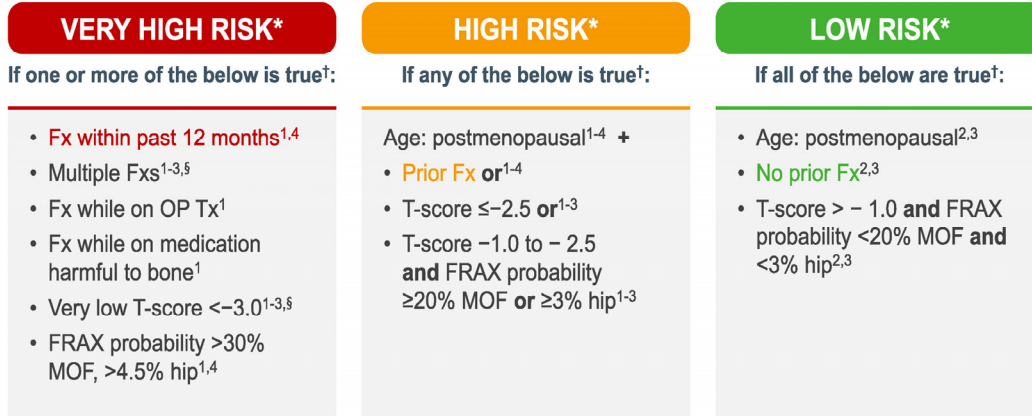 VERY HIGH RISK*
If one or more of the below is true†:
• Fx within past 12 months1,4
• Multiple Fxs1-3,§
• Fx while on OP Tx1
• Fx while on medication
harmful to bone1
• Very low T-score <−3.01-3,§
• FRAX probability >30%
MOF, >4.5% hip1,4
HIGH RISK*
If any of the below is true†:
Age: postmenopausal1-4 +
• Prior Fx or1-4
• T-score ≤−2.5 or1-3
• T-score −1.0 to − 2.5
and FRAX probability
≥20% MOF or ≥3% hip1-3
LOW RISK*
If all of the below are true†:
• Age: postmenopausal2,3
• No prior Fx2,3
• T-score > − 1.0 and FRAX
probability <20% MOF and
<3% hip2,3